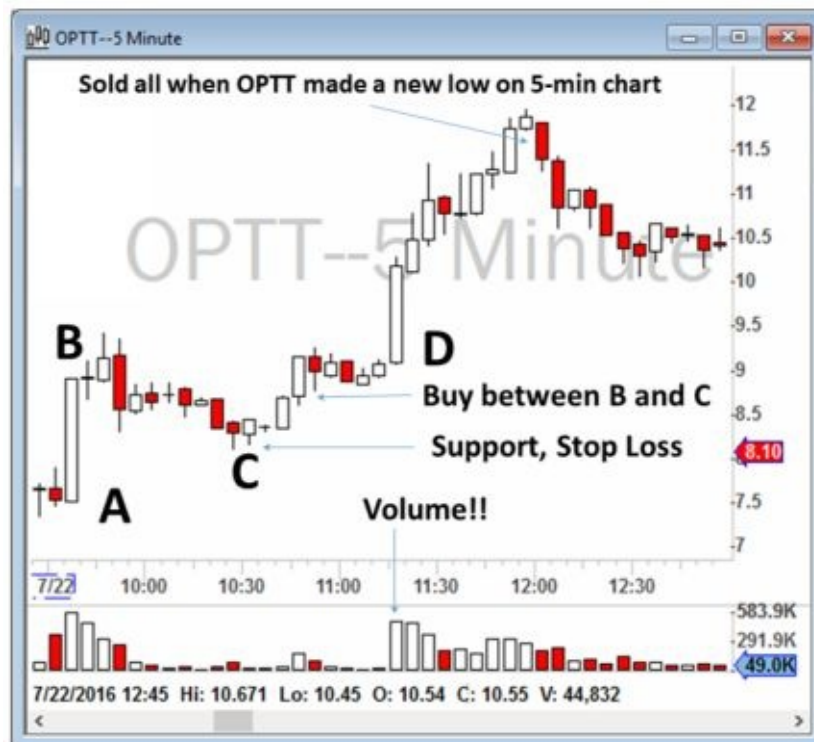 OPTT--5 Minute
Sold all when OPTT made a new low on 5-min chart
12
11.5
11
10.5
OPTT--5 Minute
10
9.5
B
D
9
Buy between B and C
8.5
Support, Stop Loss
8.10
C
A
Volume!!
7.5
7
7/22 10:00 10:30 11:00 11:30 12:00 12:30
583.9K
291.9K
49.0K
7/22/2016 12:45 Hi: 10.671 Lo: 10.45 O: 10.54 C: 10.55 V: 44,832